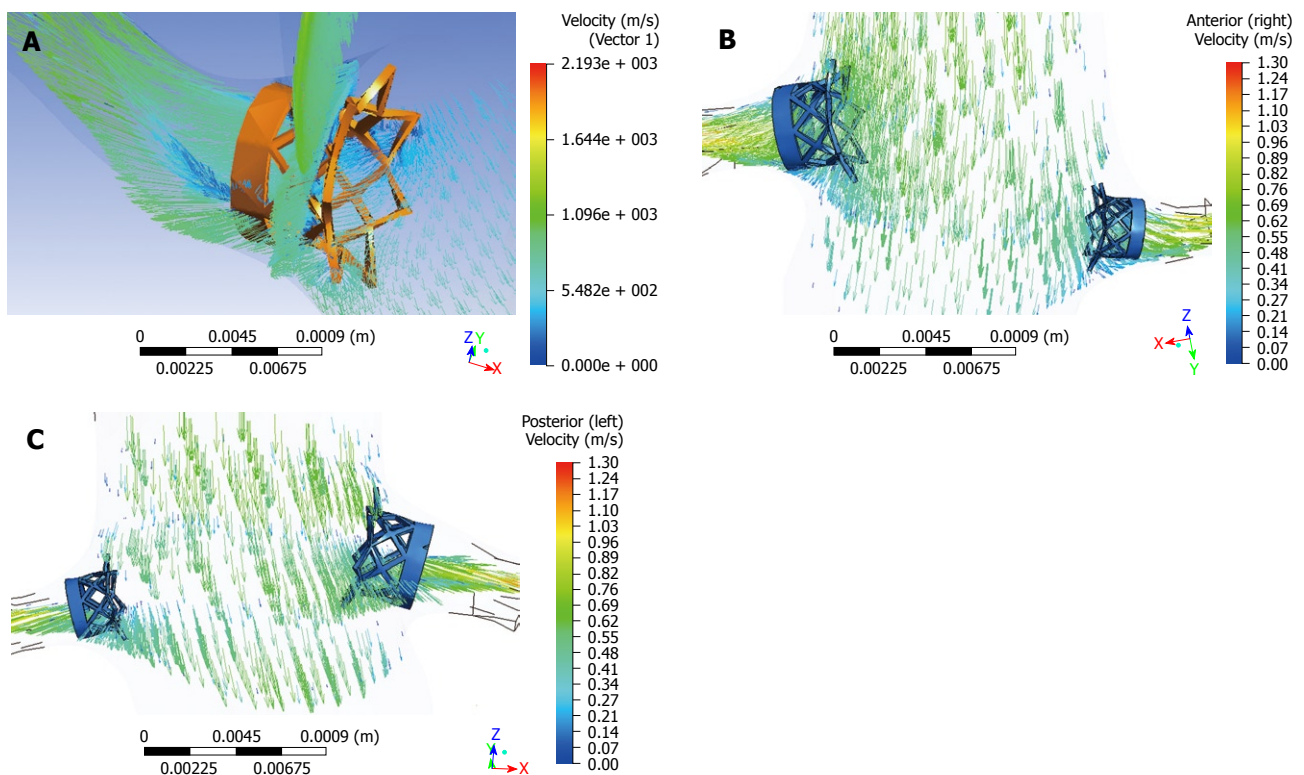 A
Velocity (m/s)
(Vector 1)
2.193e + 003
1.644e + 003
1.096e + 003
5.482e + 002
0.000e + 000
0 0.0045 0.0009 (m)
0.00225 0.00675
Z Y
X
B
Anterior (right)
Velocity (m/s)
1.30
1.24
1.17
1.10
1.03
0.96
0.89
0.82
0.76
0.69
0.62
0.55
0.48
0.41
0.34
0.27
0.21
0.14
0.07
0.00
0 0.0045 0.0009 (m)
0.00225 0.00675
Z
X
Y
C
Posterior (left)
Velocity (m/s)
1.30
1.24
1.17
1.10
1.03
0.96
0.89
0.82
0.76
0.69
0.62
0.55
0.48
0.41
0.34
0.27
0.21
0.14
0.07
0.00
0 0.0045 0.0009 (m)
0.00225 0.00675
Z
Y
X